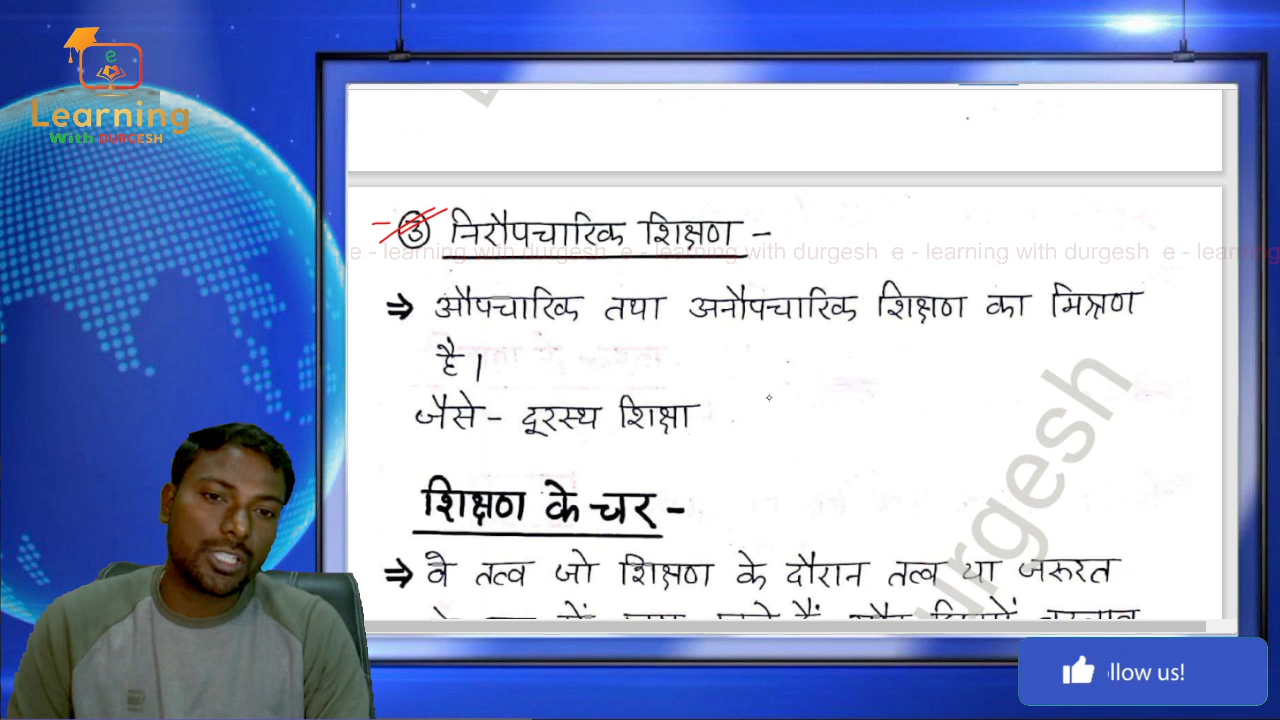 e
Learning
With DURGESH
③ निरौपचारिक शिक्षण -
e - learning with durgesh e - learning with durgesh e - learning with durgesh e - learning
⇒ औपचारिक तथा अनौपचारिक शिक्षण का मिश्रण
है।
जैसे- दूरस्थ शिक्षा
शिक्षण के चर -
⇒ वे तत्व जो शिक्षण के दौरान तत्व या जरूरत
urgesh
llow us!